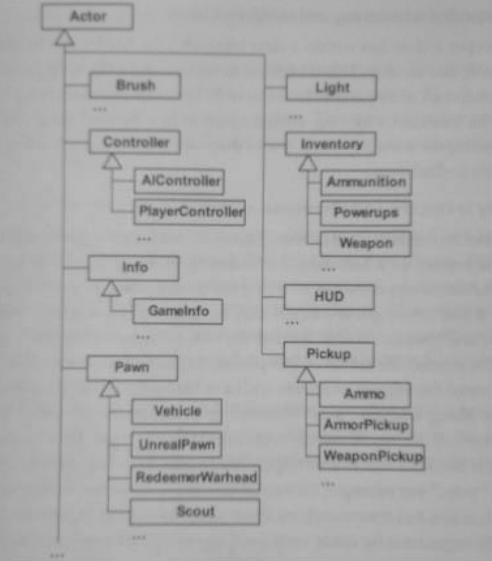 Actor
Brush
...
Controller
AIController
PlayerController
...
Info
GameInfo
...
Pawn
Vehicle
UnrealPawn
RedeemerWarhead
Scout
...
...
Light
...
Inventory
Ammunition
Powerups
Weapon
...
HUD
...
Pickup
Ammo
ArmorPickup
WeaponPickup
...